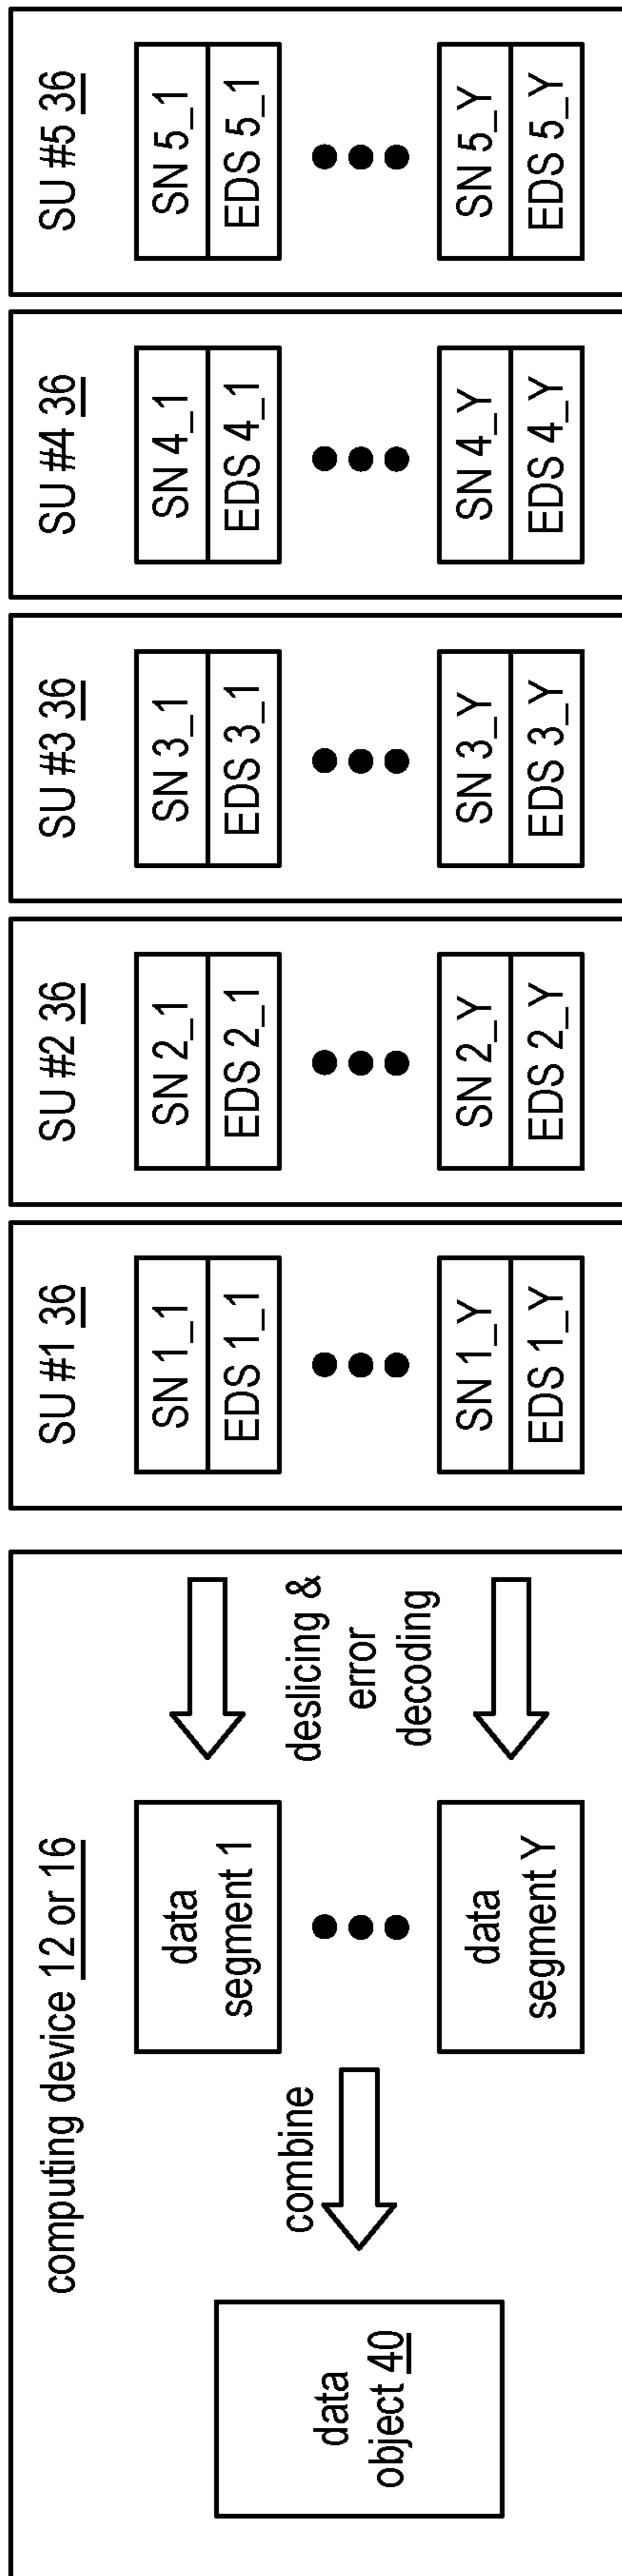 computing device 12 or 16
data
object 40
combine
data
segment 1
data
segment Y
deslicing &
error
decoding
SU #1 36
SN 1_1
EDS 1_1
SN 1_Y
EDS 1_Y
SU #2 36
SN 2_1
EDS 2_1
SN 2_Y
EDS 2_Y
SU #3 36
SN 3_1
EDS 3_1
SN 3_Y
EDS 3_Y
SU #4 36
SN 4_1
EDS 4_1
SN 4_Y
EDS 4_Y
SU #5 36
SN 5_1
EDS 5_1
SN 5_Y
EDS 5_Y